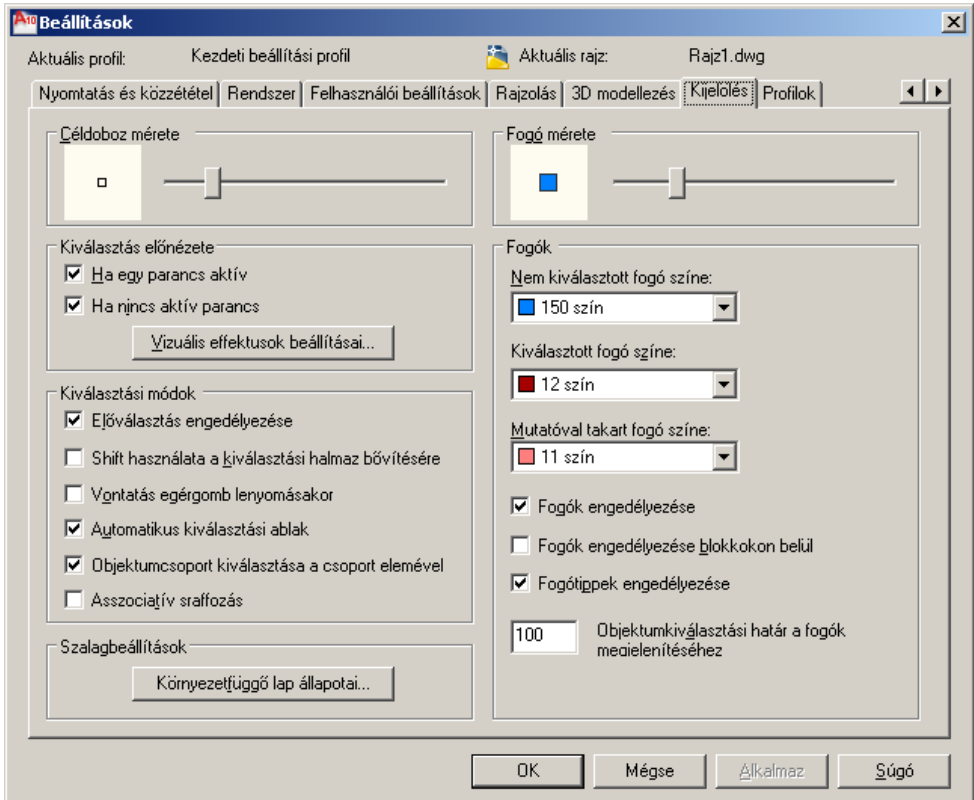 A10 Beállítások
Aktuális profil: Kezdeti beállítási profil Aktuális rajz: Rajz1.dwg
Nyomtatás és közzététel Rendszer Felhasználói beállítások Rajzolás 3D modellezés Kijelölés Profilok
Céldoboz mérete
Fogó mérete
Kiválasztás előnézete
Ha egy parancs aktív
Ha nincs aktív parancs
Vizuális effektusok beállításai...
Kiválasztási módok
Előválasztás engedélyezése
Shift használata a kiválasztási halmaz bővítésére
Vontatás egérgomb lenyomásakor
Automatikus kiválasztási ablak
Objektumcsoport kiválasztása a csoport elemével
Asszociatív sraffozás
Szalagbeállítások
Környezetfüggő lap állapotai...
Fogók
Nem kiválasztott fogó színe:
150 szín
Kiválasztott fogó színe:
12 szín
Mutatóval takart fogó színe:
11 szín
Fogók engedélyezése
Fogók engedélyezése blokkokon belül
Fogótippek engedélyezése
100 Objektumkiválasztási határ a fogók
megjelenítéséhez
OK Mégse Alkalmaz Súgó